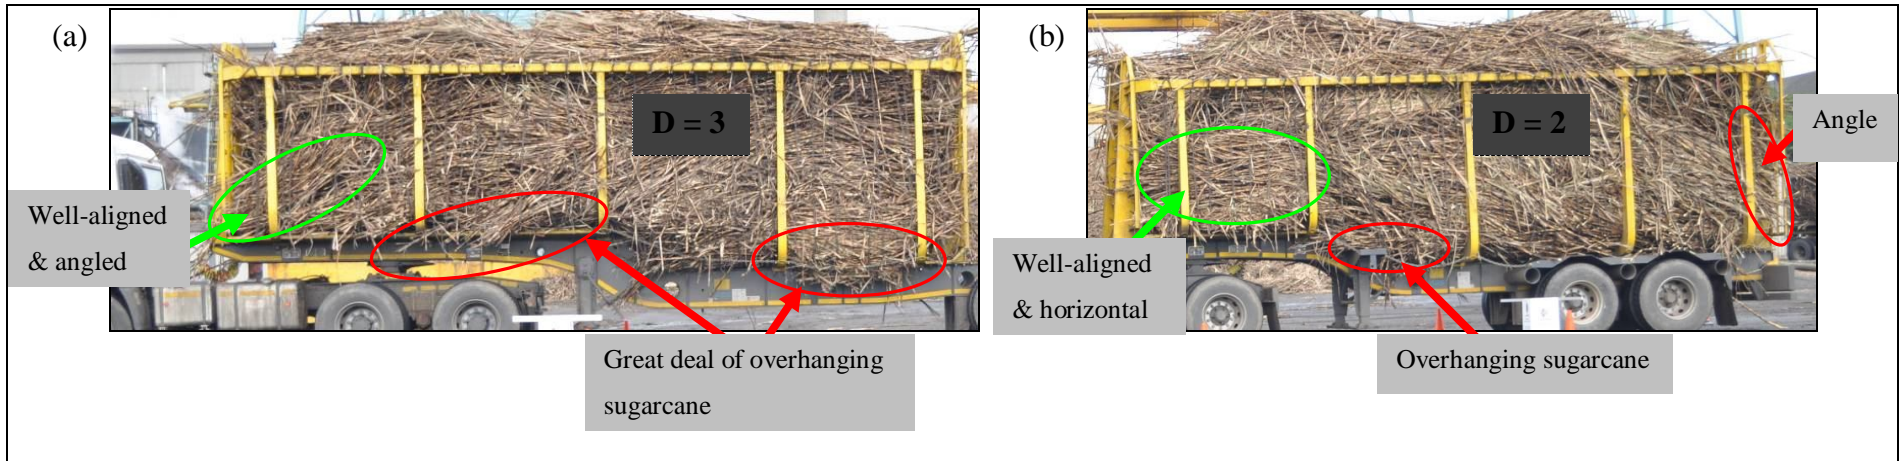 (a)
D = 3
Well-aligned
& angled
Great deal of overhanging
sugarcane
(b)
D = 2
Angle
Well-aligned
& horizontal
Overhanging sugarcane